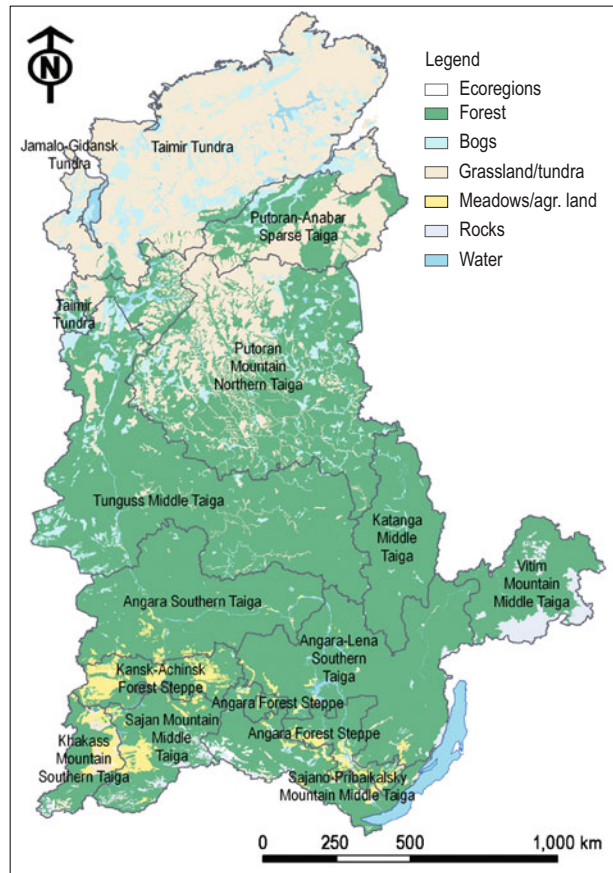 N
Legend
Ecoregions
Forest
Bogs
Grassland/tundra
Meadows/agr. land
Rocks
Water
Jamalo-Gidansk
Tundra
Taimir Tundra
Putoran-Anabar
Sparse Taiga
Taimir
Tundra
Putoran
Mountain
Northern Taiga
Tunguss Middle Taiga
Katanga
Middle
Taiga
Vitim
Mountain
Middle Taiga
Angara Southern Taiga
Angara-Lena
Southern
Taiga
Kansk-Achinsk
Forest Steppe
Angara Forest Steppe
Angara Forest Steppe
Khakass
Mountain
Southern Taiga
Sajan Mountain
Middle
Taiga
Sajano-Pribaikalsky
Mountain Middle Taiga
0 250 500 1,000 km